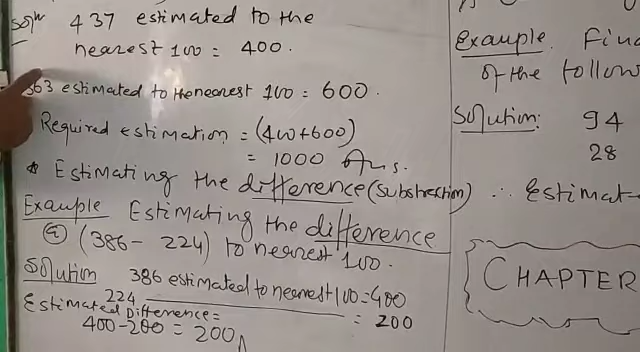 Soln 437 estimated to the
nearest 100 = 400.
563 estimated to the nearest 100 = 600.
Required estimation = (400+600)
= 1000 Ans.
* Estimating the difference (substraction)
Example Estimating the difference
@ (386 - 224) to nearest 100.
Solution 386 estimated to nearest 100 = 400
224 ———— = 200
Estimated Difference =
400 - 200 = 200,
Example. Find
of the follow
Solution: 94
28
∴ Estimat
CHAPTER